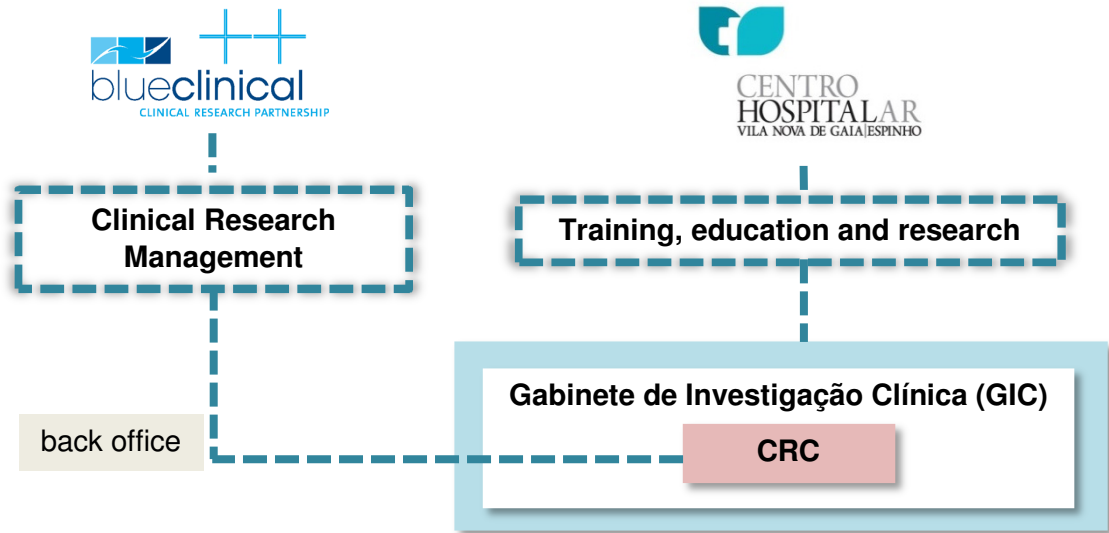 blueclinical
CLINICAL RESEARCH PARTNERSHIP
CENTRO
HOSPITALAR
VILA NOVA DE GAIA|ESPINHO
Clinical Research
Management
Training, education and research
Gabinete de Investigação Clínica (GIC)
back office
CRC